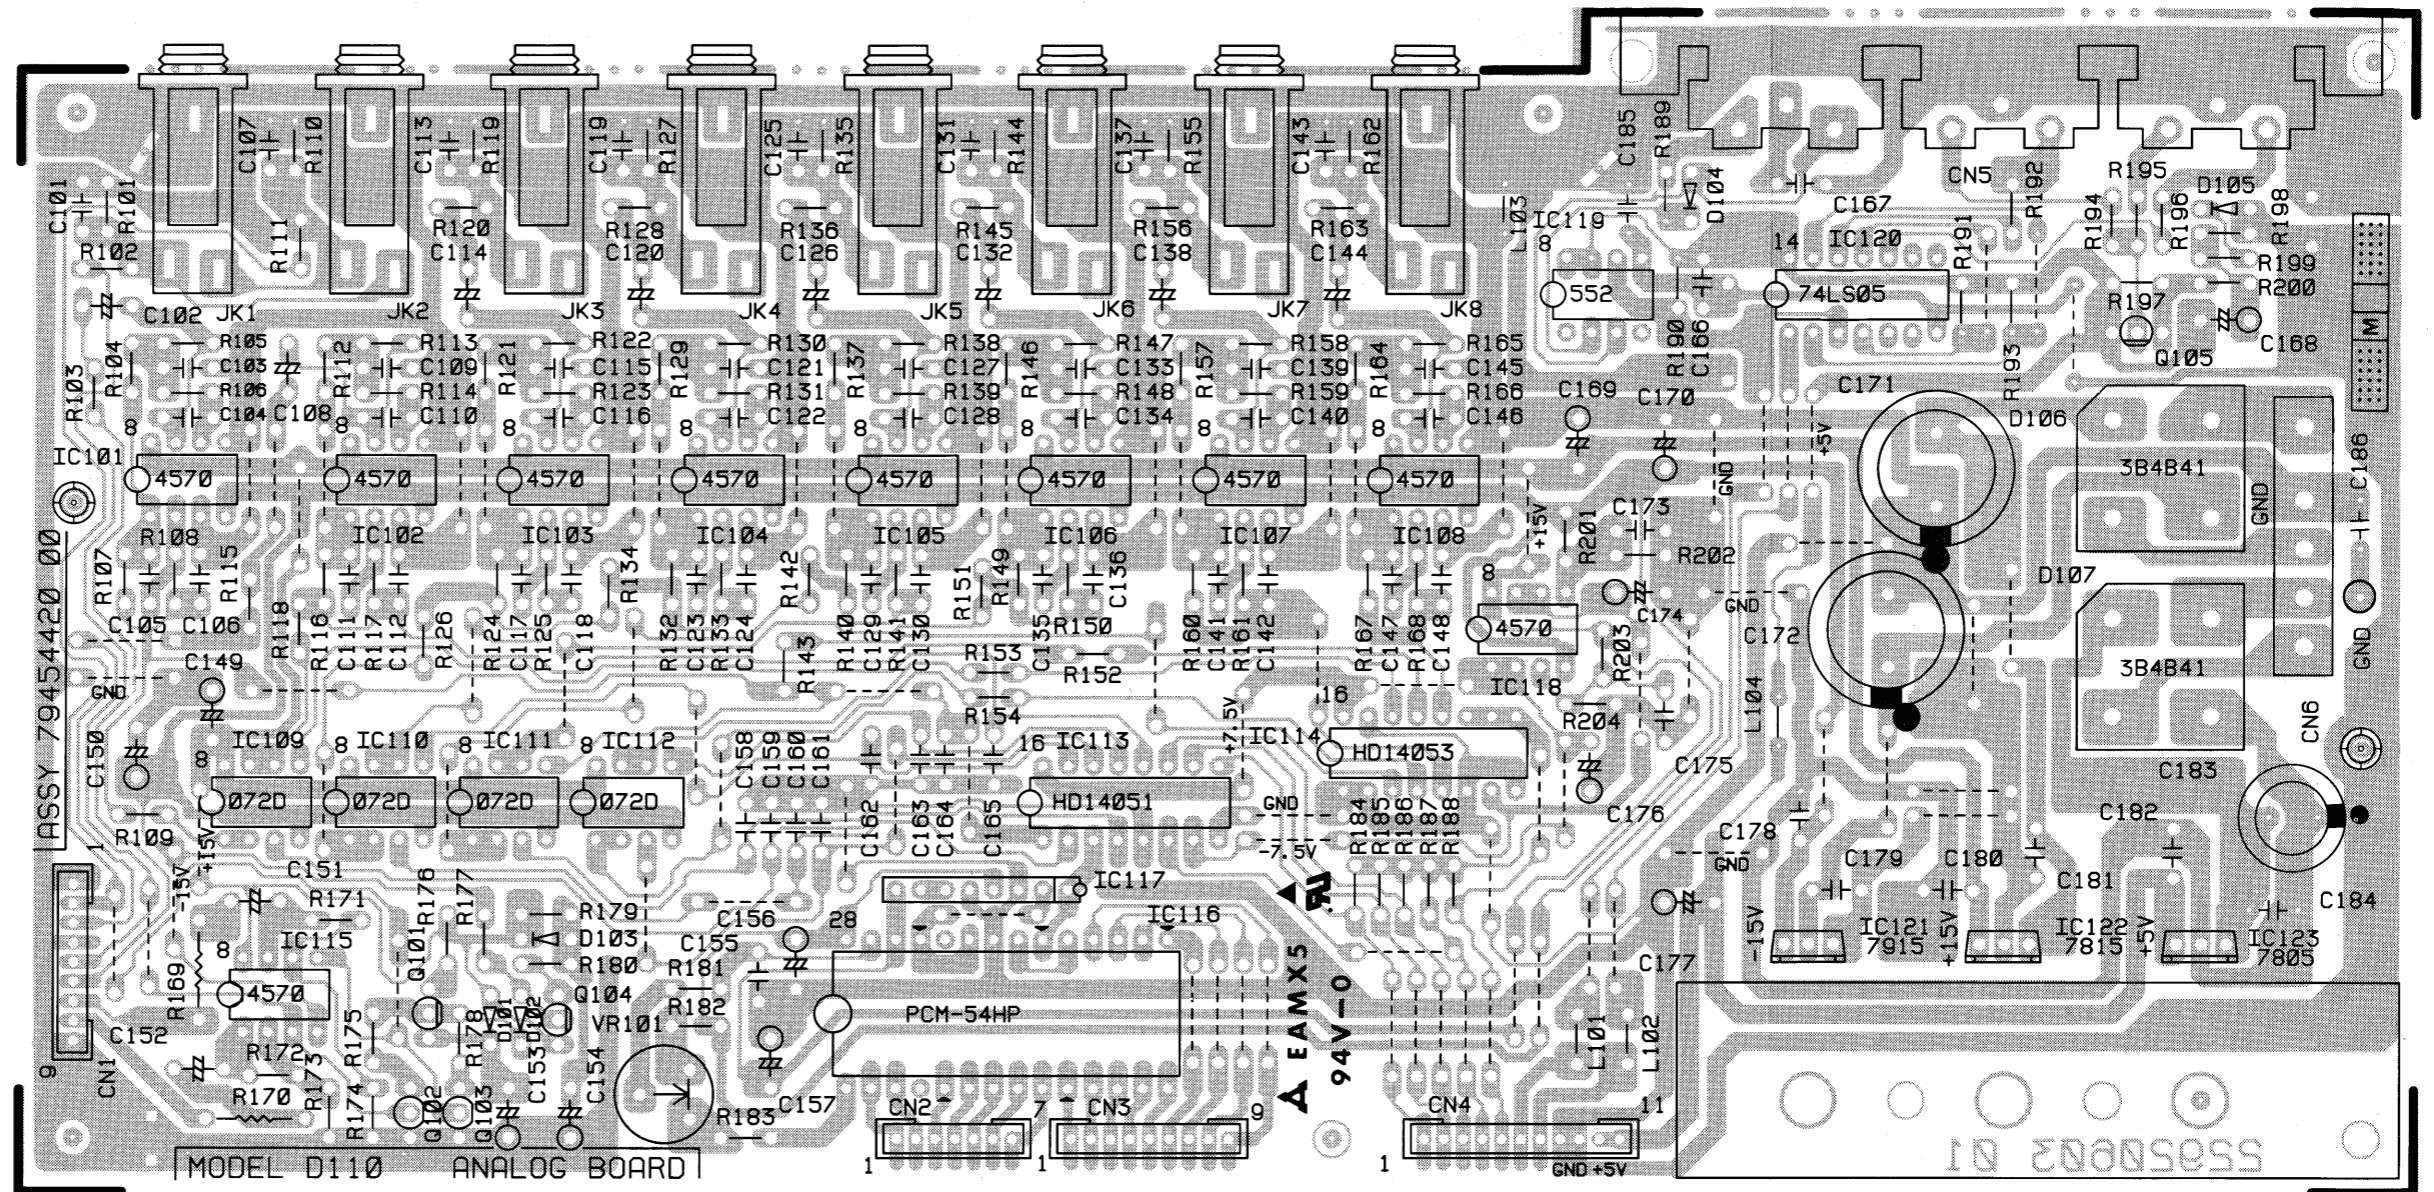 C107 R110 C113 R119 C119 R127 C125 R135 C131 R144 C137 R155 C143 R162 C185 R189
C101 R101 R102 R111 R120 C114 R128 C120 R136 C126 R145 C132 R156 C138 R163 C144
L103 IC119 8 552 D104 CN5 R192 R195 D105 R198 R194 R196
14 IC120 C167 R191 74LS05 R199 R200 R197 Q105 C168 M
C102 JK1 JK2 JK3 JK4 JK5 JK6 JK7 JK8
R103 R104 R105 C103 R106 C104 C108 R112 R113 C109 R114 C110
R121 R122 C115 R123 C116 R129 R130 C121 R131 C122
R137 R138 C127 R139 C128 R146 R147 C133 R148 C134
R157 R158 C139 R159 C140 R164 R165 C145 R166 C146
R190 C166 R193 C169 C170 C171 +5V D106
8 8 8 8 8 8 8 8
IC101 4570 4570 4570 4570 4570 4570 4570 4570 GND 3B4B41 GND C186
R108 IC102 IC103 IC104 IC105 IC106 IC107 IC108 +15V R201 C173 R202
R107 R115 R134 R142 R151 R149 C136 8 D107
C105 C106 R118 R116 C111 R117 C112 R126 R124 C117 R125 C118
R132 C123 R133 C124 R143 R140 C129 R141 C130 C135 R150 R153 R152
R160 C141 R161 C142 R167 C147 R168 C148 4570 R203 C174 GND C172
C149 GND R154 +7.5V 16 IC118 R204 L104 3B4B41 GND CN6
ASSY 79454420 00
C150 8 IC109 8 IC110 8 IC111 8 IC112 C158 C159 C160 C161 16 IC113 IC114 HD14053 C175 C183
072D 072D 072D 072D C162 C163 C164 C165 HD14051 GND R184 R185 R186 R187 R188 C176 C178 C182
R109 +15V -7.5V GND C179 C180
1 -15V C151 R171 R176 R177 R179 C156 28 IC117 IC116 C181 C184
8 IC115 Q101 D103 R180 C155 R181 -15V IC121 7915 +15V IC122 7815 +5V IC123 7805
R169 4570 Q104 D101 D102 R182 VR101 PCM-54HP C177
C152 R175 R178 EAMX5 94V-0 L101 L102
9 CN1 R172 R173 C153 C154
R170 R174 Q102 Q103 R183 C157 CN2 7 CN3 9 CN4 11
1 1 1 GND +5V
MODEL D110 ANALOG BOARD
55950602 01